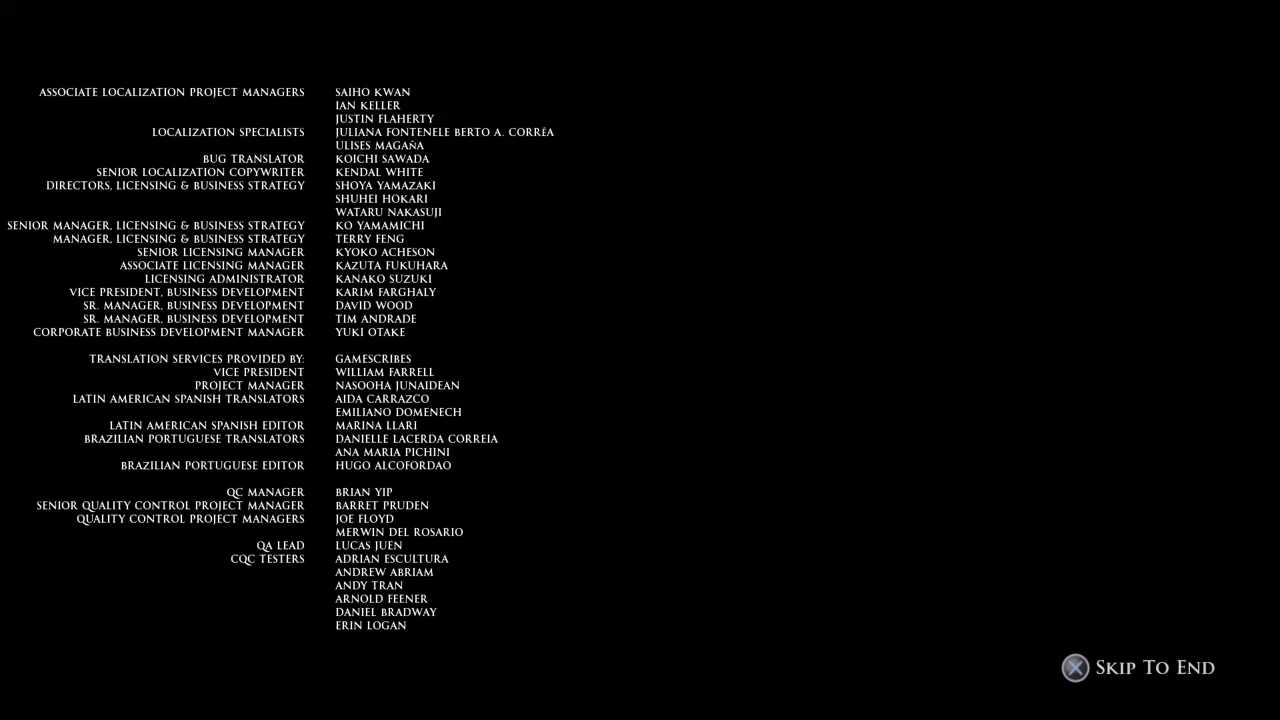 ASSOCIATE LOCALIZATION PROJECT MANAGERS SAIHO KWAN
IAN KELLER
JUSTIN FLAHERTY
LOCALIZATION SPECIALISTS JULIANA FONTENELE BERTO A. CORRÊA
ULISES MAGAÑA
BUG TRANSLATOR KOICHI SAWADA
SENIOR LOCALIZATION COPYWRITER KENDAL WHITE
DIRECTORS, LICENSING & BUSINESS STRATEGY SHOYA YAMAZAKI
SHUHEI HOKARI
WATARU NAKASUJI
SENIOR MANAGER, LICENSING & BUSINESS STRATEGY KO YAMAMICHI
MANAGER, LICENSING & BUSINESS STRATEGY TERRY FENG
SENIOR LICENSING MANAGER KYOKO ACHESON
ASSOCIATE LICENSING MANAGER KAZUTA FUKUHARA
LICENSING ADMINISTRATOR KANAKO SUZUKI
VICE PRESIDENT, BUSINESS DEVELOPMENT KARIM FARGHALY
SR. MANAGER, BUSINESS DEVELOPMENT DAVID WOOD
SR. MANAGER, BUSINESS DEVELOPMENT TIM ANDRADE
CORPORATE BUSINESS DEVELOPMENT MANAGER YUKI OTAKE
TRANSLATION SERVICES PROVIDED BY: GAMESCRIBES
VICE PRESIDENT WILLIAM FARRELL
PROJECT MANAGER NASOOHA JUNAIDEAN
LATIN AMERICAN SPANISH TRANSLATORS AIDA CARRAZCO
EMILIANO DOMENECH
LATIN AMERICAN SPANISH EDITOR MARINA LLARI
BRAZILIAN PORTUGUESE TRANSLATORS DANIELLE LACERDA CORREIA
ANA MARIA PICHINI
BRAZILIAN PORTUGUESE EDITOR HUGO ALCOFORDAO
QC MANAGER BRIAN YIP
SENIOR QUALITY CONTROL PROJECT MANAGER BARRET PRUDEN
QUALITY CONTROL PROJECT MANAGERS JOE FLOYD
MERWIN DEL ROSARIO
QA LEAD LUCAS JUEN
CQC TESTERS ADRIAN ESCULTURA
ANDREW ABRIAM
ANDY TRAN
ARNOLD FEENER
DANIEL BRADWAY
ERIN LOGAN
SKIP TO END